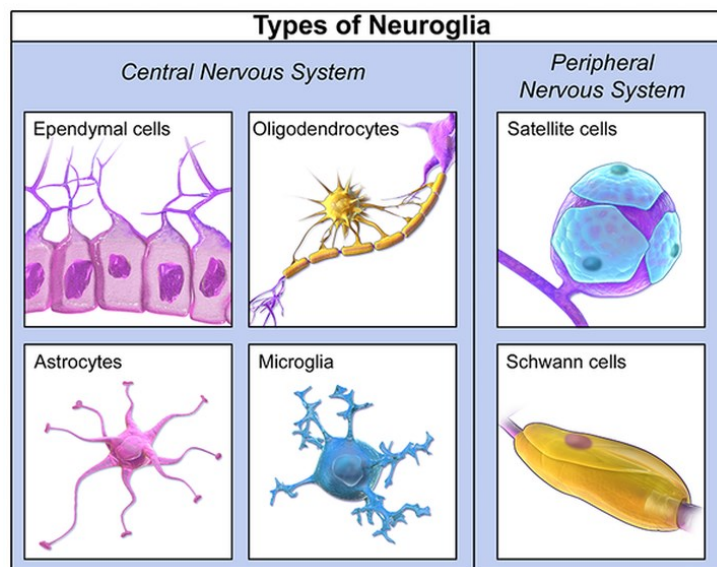 Types of Neuroglia
Central Nervous System
Peripheral
Nervous System
Ependymal cells
Oligodendrocytes
Satellite cells
Astrocytes
Microglia
Schwann cells